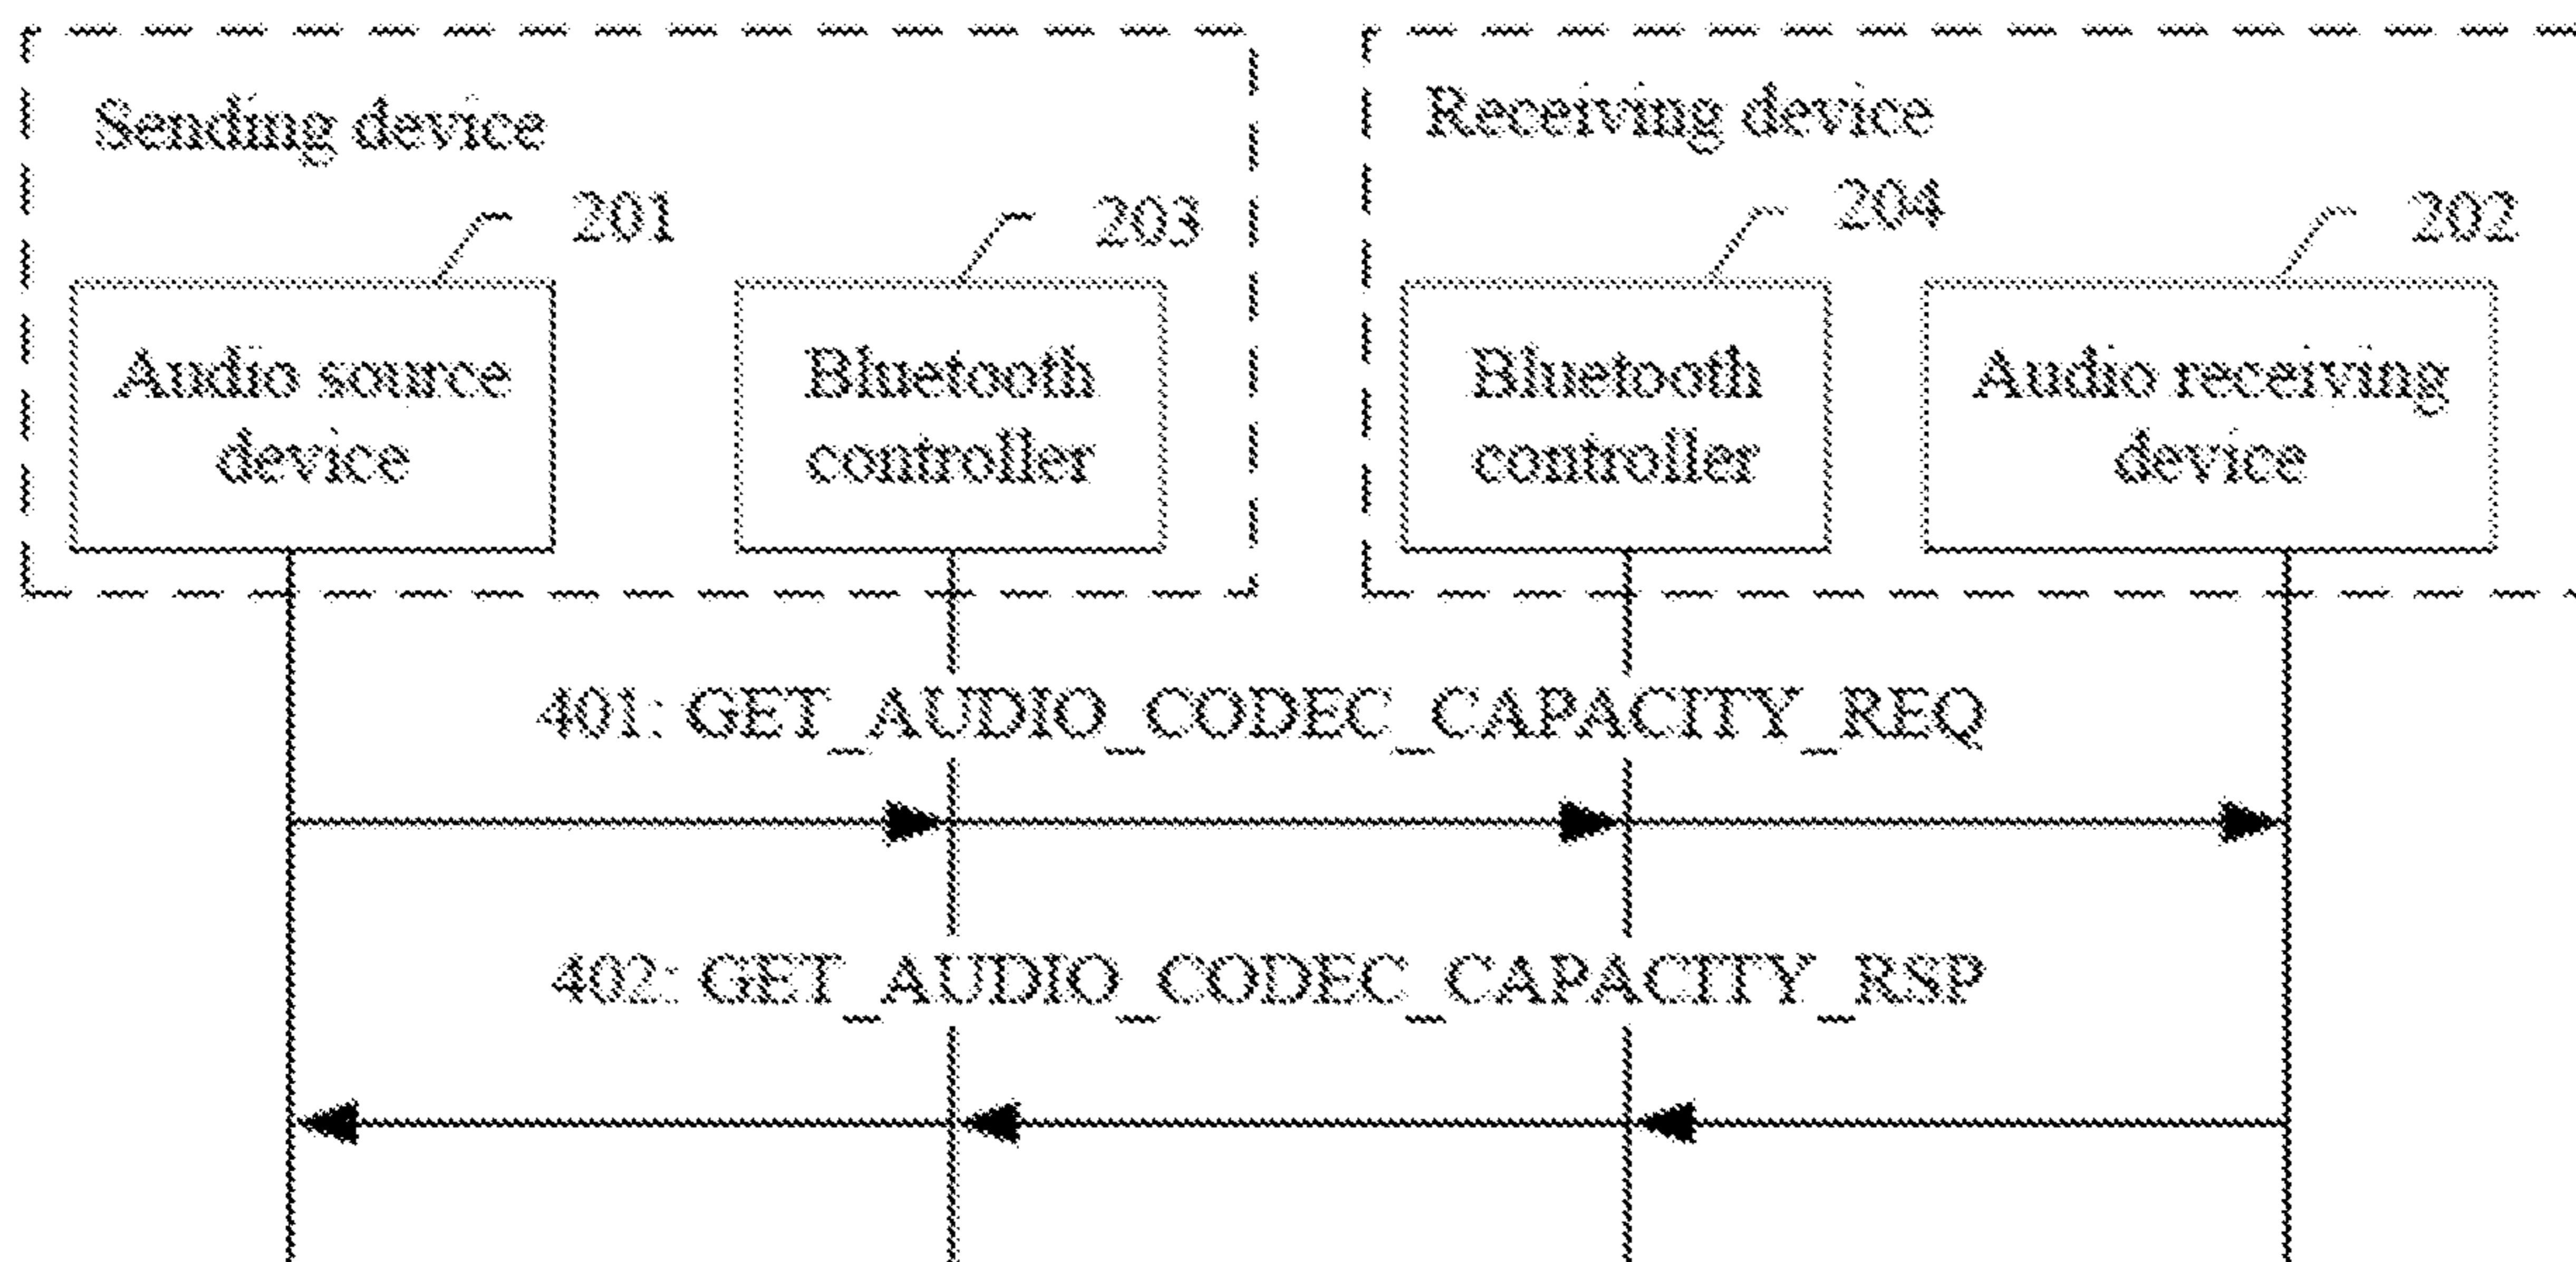 Sending device
Receiving device
201
203
204
202
Audio source
device
Bluetooth
controller
Bluetooth
controller
Audio receiving
device
401: GET_AUDIO_CODEC_CAPACITY_REQ
402: GET_AUDIO_CODEC_CAPACITY_RSP